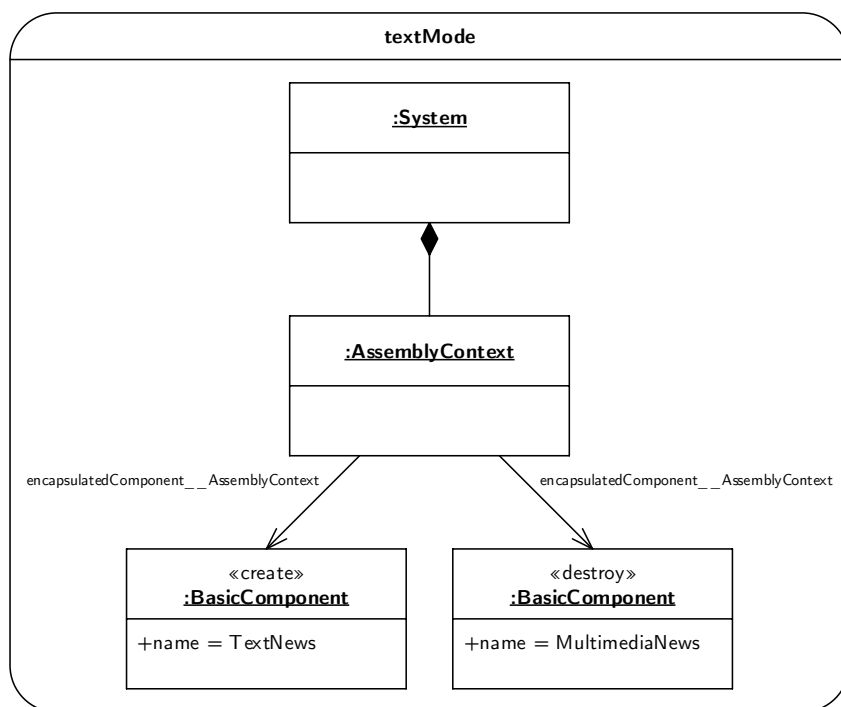 textMode
:System
:AssemblyContext
encapsulatedComponent__AssemblyContext
encapsulatedComponent__AssemblyContext
«create»
:BasicComponent
+name = TextNews
«destroy»
:BasicComponent
+name = MultimediaNews